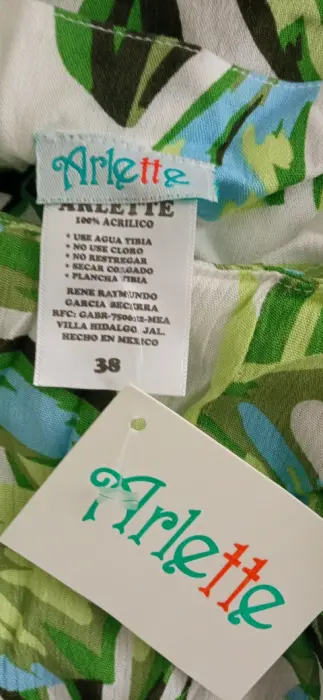 Arlette
ARLETTE
100% ACRILICO
• USE AGUA TIBIA
• NO USE CLORO
• NO RESTREGAR
• SECAR COLGADO
• PLANCHA TIBIA
RENE RAYMUNDO
GARCIA BECERRA
VILLA HIDALGO, JAL.
HECHO EN MEXICO
38
Arlette